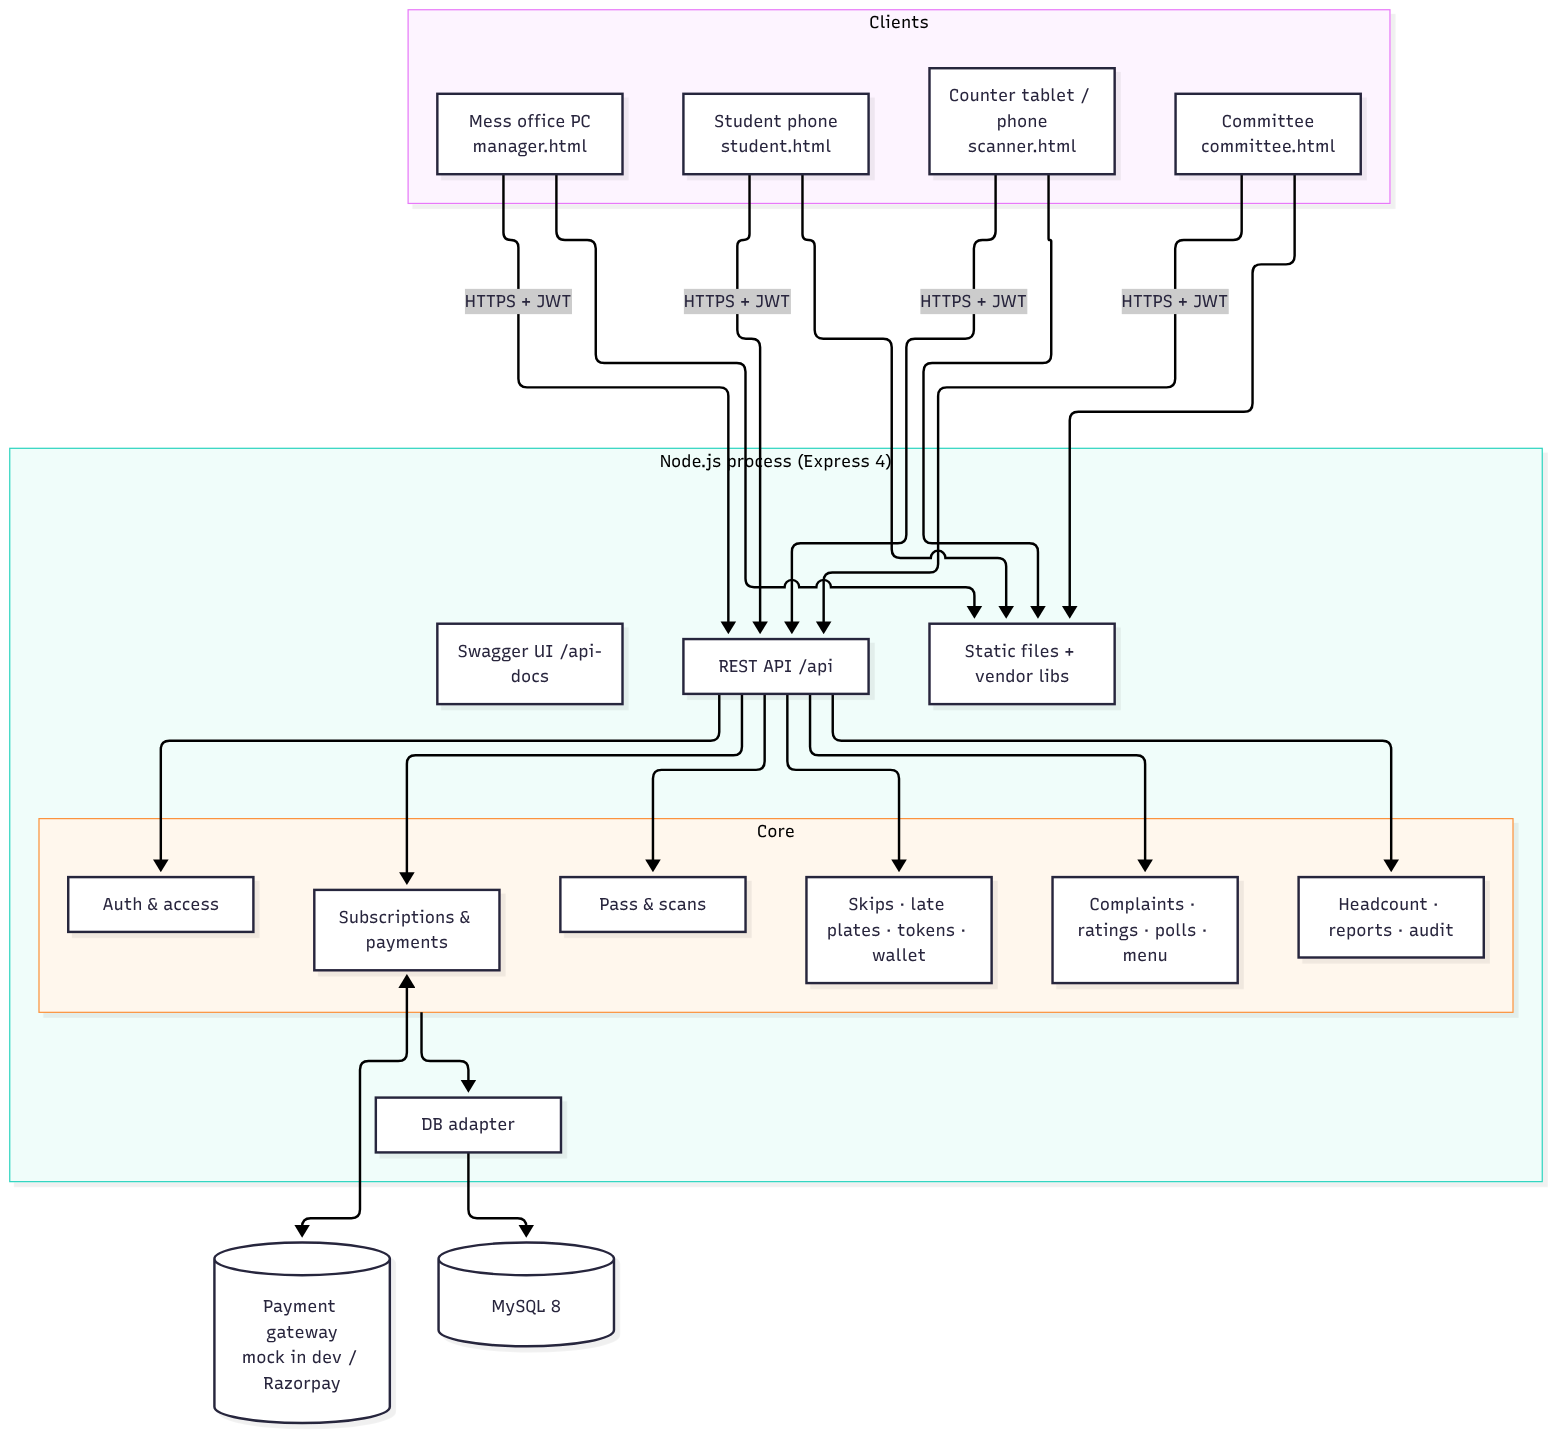 Clients
Mess office PC
manager.html
Student phone
student.html
Counter tablet /
phone
scanner.html
Committee
committee.html
HTTPS + JWT
HTTPS + JWT
HTTPS + JWT
HTTPS + JWT
Node.js process (Express 4)
Swagger UI /api-
docs
REST API /api
Static files +
vendor libs
Core
Auth & access
Subscriptions &
payments
Pass & scans
Skips · late
plates · tokens ·
wallet
Complaints ·
ratings · polls ·
menu
Headcount ·
reports · audit
DB adapter
Payment
gateway
mock in dev /
Razorpay
MySQL 8